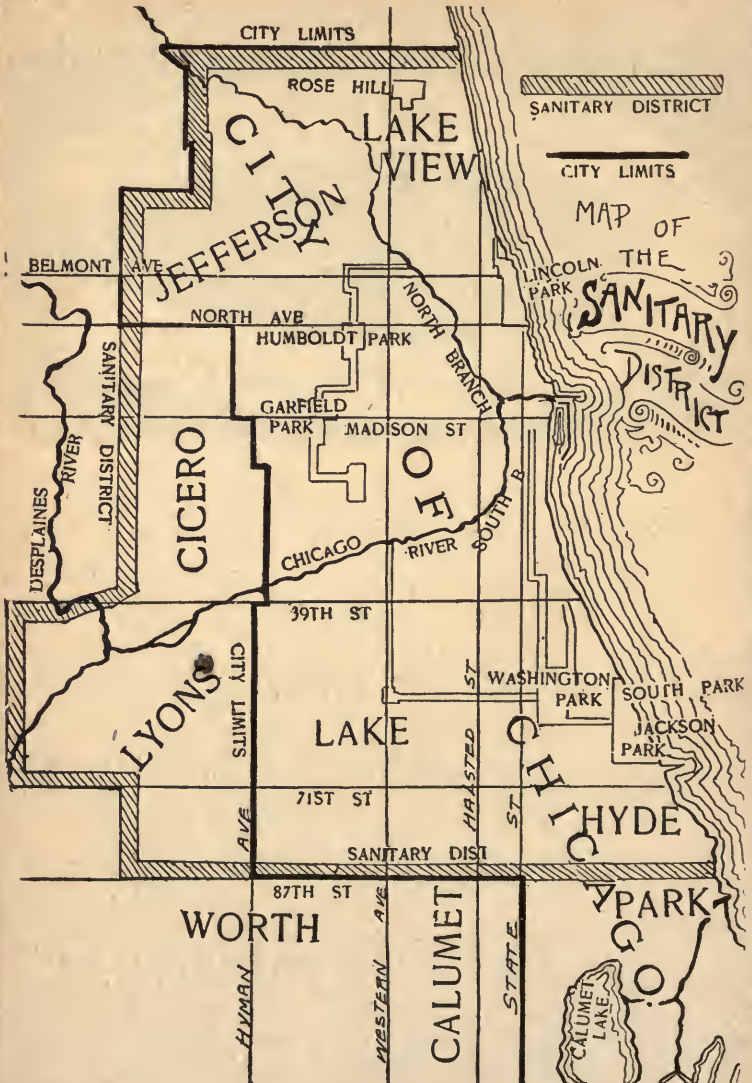 CITY LIMITS
ROSE HILL
LAKE
VIEW
SANITARY DISTRICT
CITY LIMITS
MAP OF
THE
SANITARY
DISTRICT
CITY
JEFFERSON
BELMONT AVE
LINCOLN
PARK
NORTH AVE
HUMBOLDT PARK
NORTH BRANCH
SANITARY DISTRICT
GARFIELD
PARK
MADISON ST
DESPLAINES
RIVER
CICERO
OF
SOUTH B
CHICAGO RIVER
39TH ST
LYONS
CITY LIMITS
WASHINGTON
PARK
SOUTH PARK
JACKSON
PARK
LAKE
HALSTED ST
CHICAGO
71ST ST
HYDE
PARK
SANITARY DIST
87TH ST
WORTH
HYMAN AVE
WESTERN AVE
CALUMET
STATE ST
CALUMET
LAKE